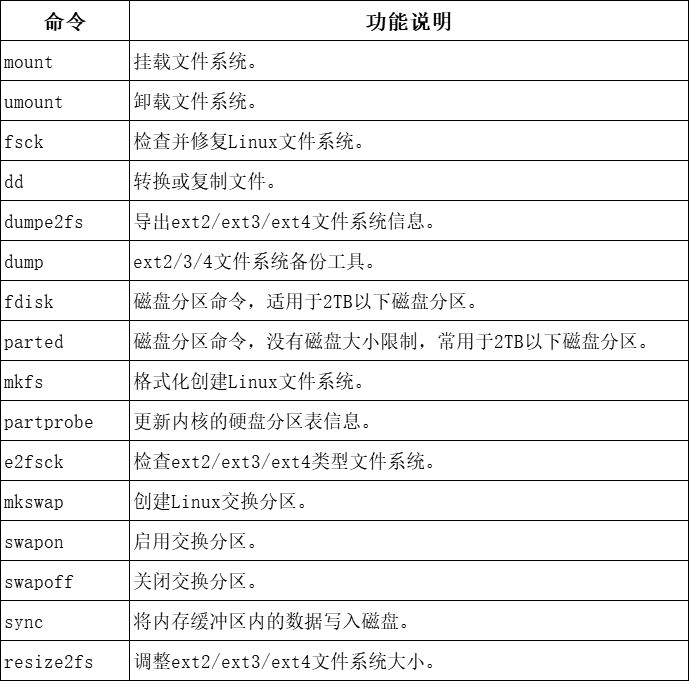 命令 功能说明
mount 挂载文件系统。
umount 卸载文件系统。
fsck 检查并修复Linux文件系统。
dd 转换或复制文件。
dumpe2fs 导出ext2/ext3/ext4文件系统信息。
dump ext2/3/4文件系统备份工具。
fdisk 磁盘分区命令，适用于2TB以下磁盘分区。
parted 磁盘分区命令，没有磁盘大小限制，常用于2TB以下磁盘分区。
mkfs 格式化创建Linux文件系统。
partprobe 更新内核的硬盘分区表信息。
e2fsck 检查ext2/ext3/ext4类型文件系统。
mkswap 创建Linux交换分区。
swapon 启用交换分区。
swapoff 关闭交换分区。
sync 将内存缓冲区内的数据写入磁盘。
resize2fs 调整ext2/ext3/ext4文件系统大小。